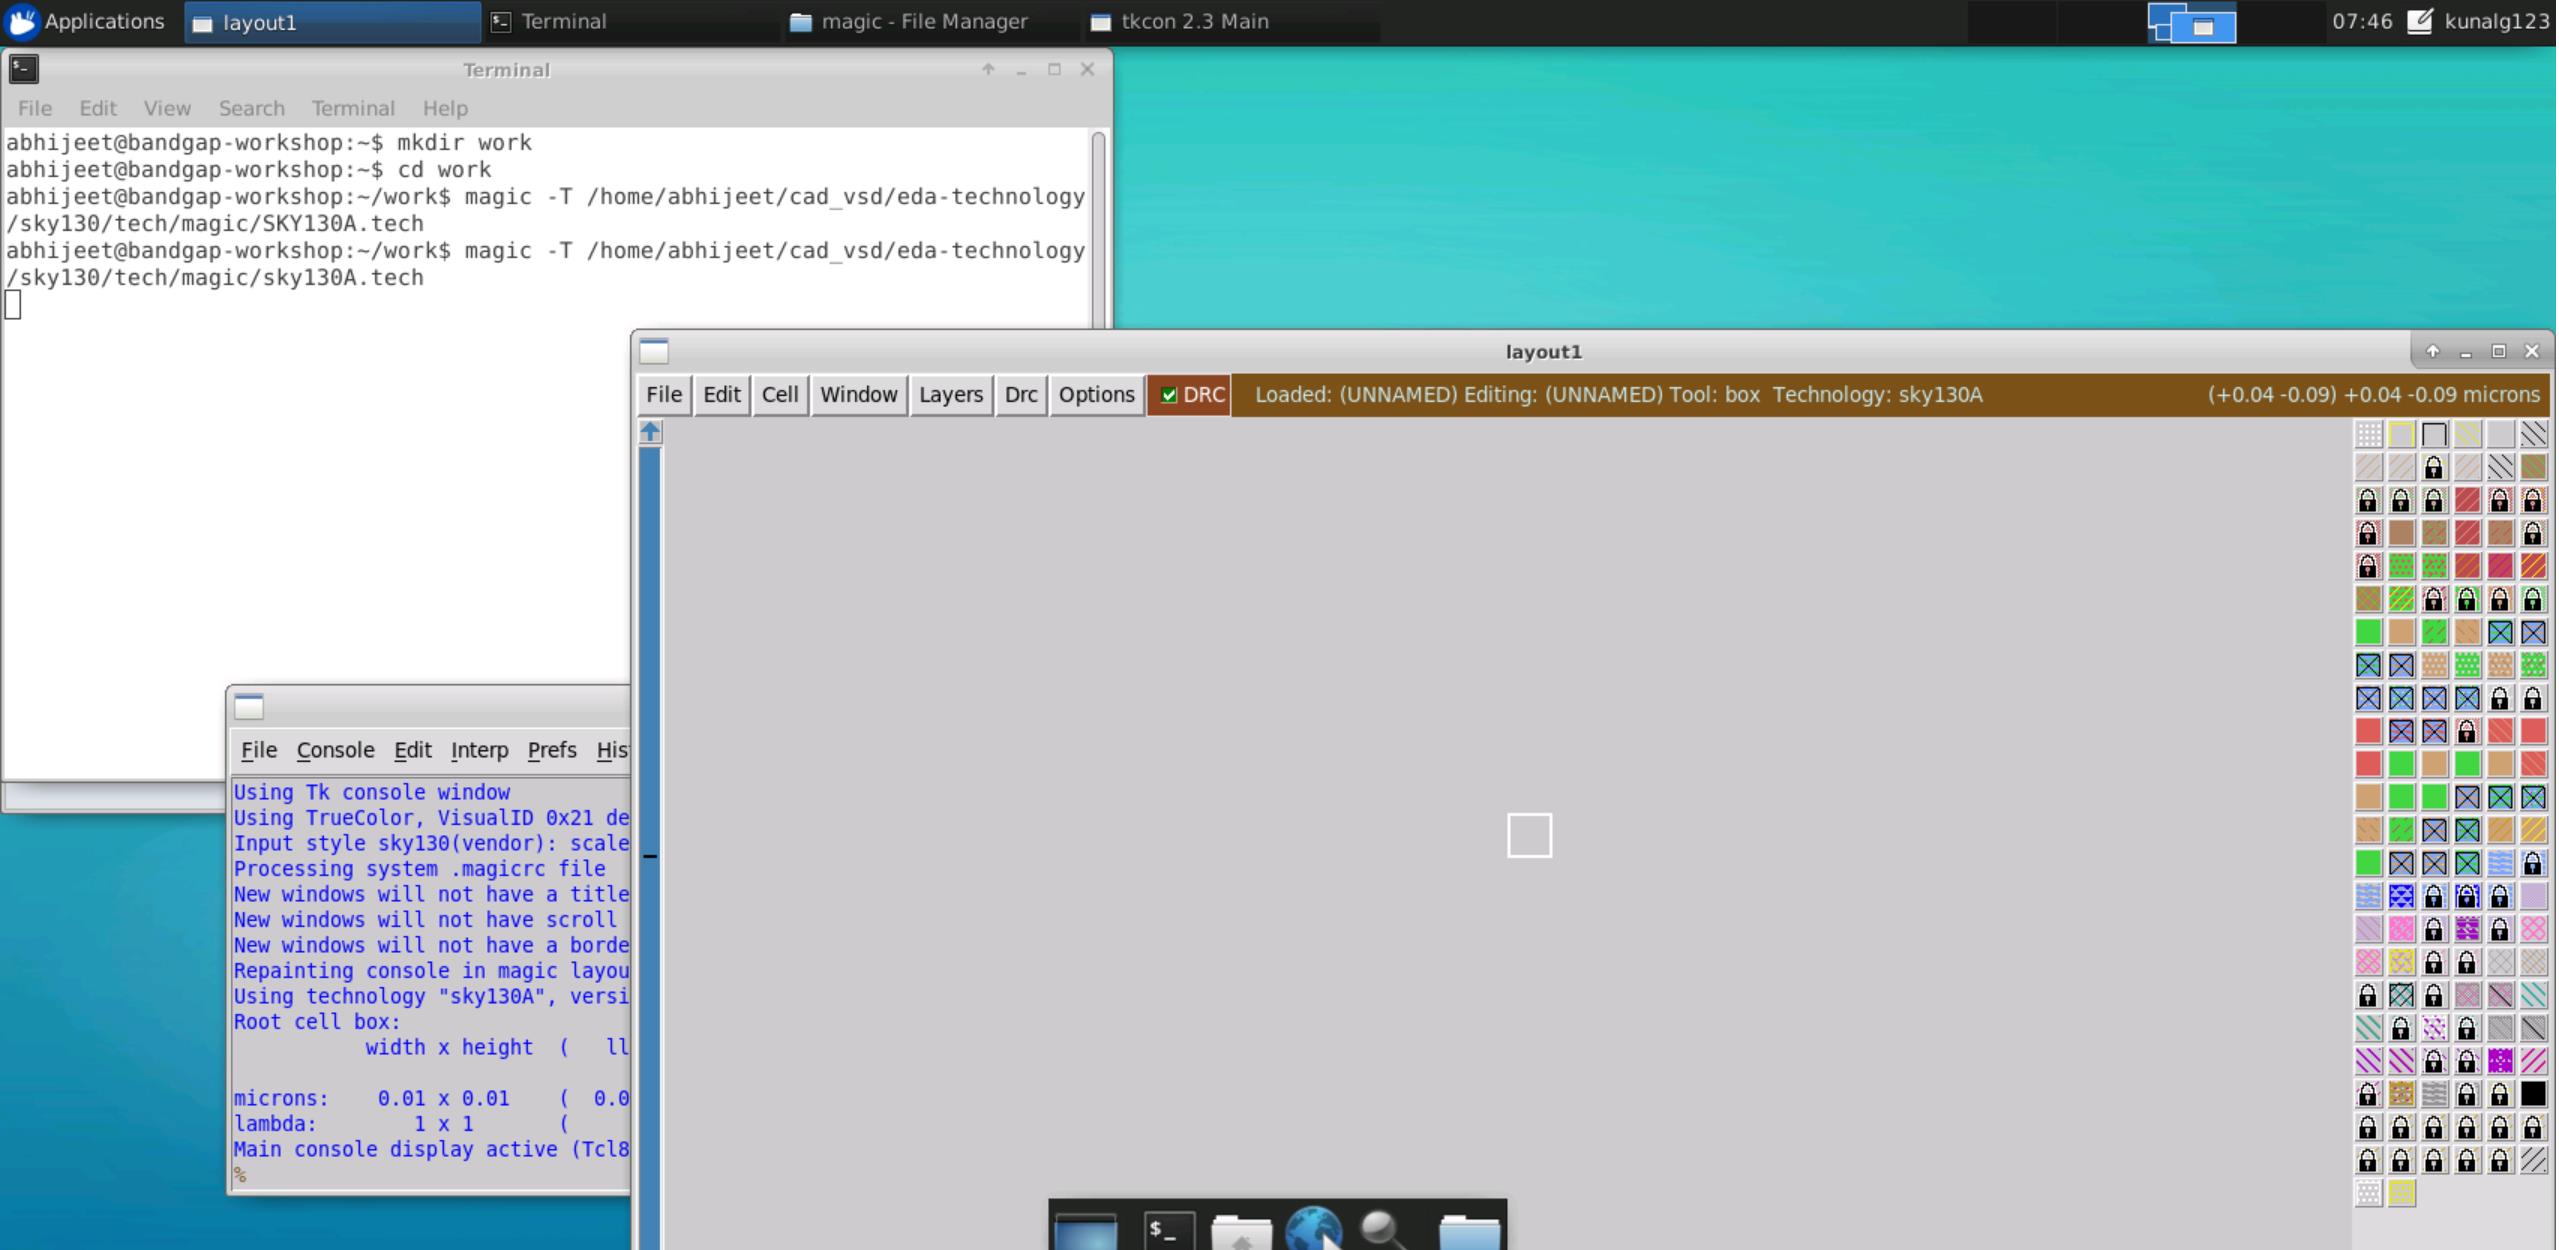 Applications layout1 Terminal magic - File Manager tkcon 2.3 Main 07:46 kunalg123
Terminal
File Edit View Search Terminal Help
abhijeet@bandgap-workshop:~$ mkdir work
abhijeet@bandgap-workshop:~$ cd work
abhijeet@bandgap-workshop:~/work$ magic -T /home/abhijeet/cad_vsd/eda-technology
/sky130/tech/magic/SKY130A.tech
abhijeet@bandgap-workshop:~/work$ magic -T /home/abhijeet/cad_vsd/eda-technology
/sky130/tech/magic/sky130A.tech
layout1
File Edit Cell Window Layers Drc Options DRC Loaded: (UNNAMED) Editing: (UNNAMED) Tool: box Technology: sky130A (+0.04 -0.09) +0.04 -0.09 microns
File Console Edit Interp Prefs His
Using Tk console window
Using TrueColor, VisualID 0x21 de
Input style sky130(vendor): scale
Processing system .magicrc file
New windows will not have a title
New windows will not have scroll
New windows will not have a borde
Repainting console in magic layou
Using technology "sky130A", versi
Root cell box:
width x height ( ll
microns: 0.01 x 0.01 ( 0.0
lambda: 1 x 1 (
Main console display active (Tcl8
%
$_